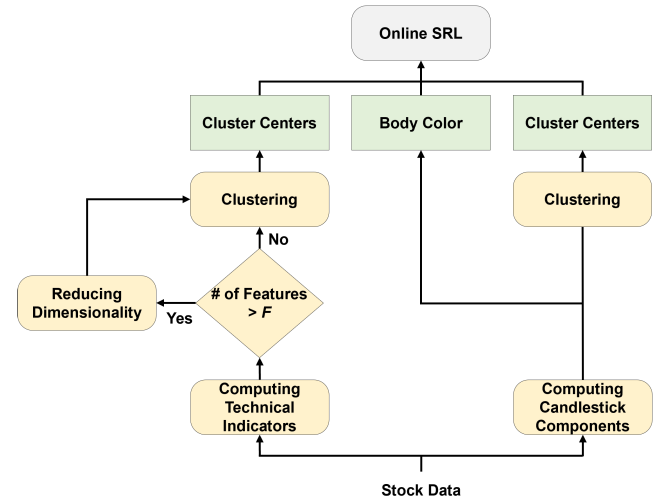 Online SRL
Cluster Centers
Body Color
Cluster Centers
Clustering
Clustering
No
Reducing
Dimensionality
Yes
# of Features
> F
Computing
Technical
Indicators
Computing
Candlestick
Components
Stock Data